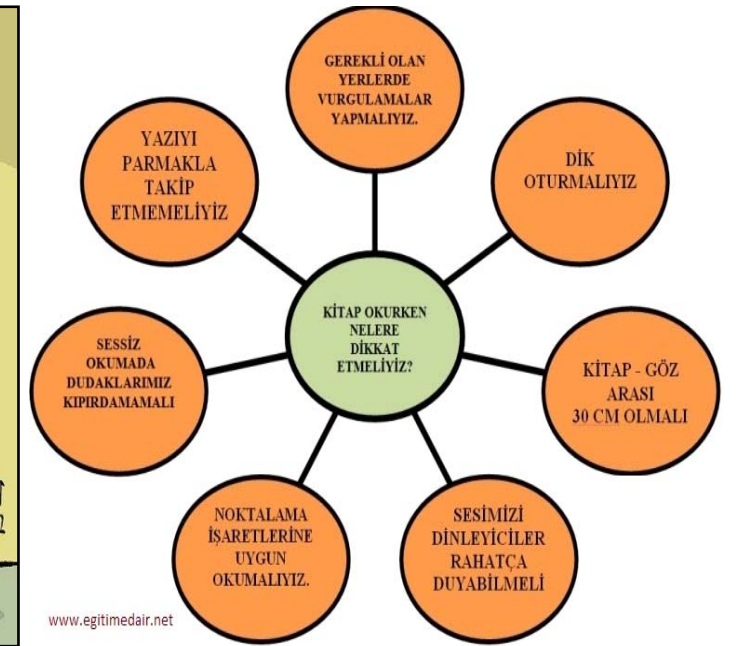 GEREKLİ OLAN
YERLERDE
VURGULAMALAR
YAPMALIYIZ.
DİK
OTURMALIYIZ
KİTAP - GÖZ
ARASI
30 CM OLMALI
SESİMİZİ
DİNLEYİCİLER
RAHATÇA
DUYABİLMELİ
NOKTALAMA
İŞARETLERİNE
UYGUN
OKUMALIYIZ.
SESSİZ
OKUMADA
DUDAKLARIMIZ
KIPIRDAMAMALI
YAZIYI
PARMAKLA
TAKİP
ETMEMELİYİZ
KİTAP OKURKEN
NELERE
DİKKAT
ETMELİYİZ?
www.egitimedair.net